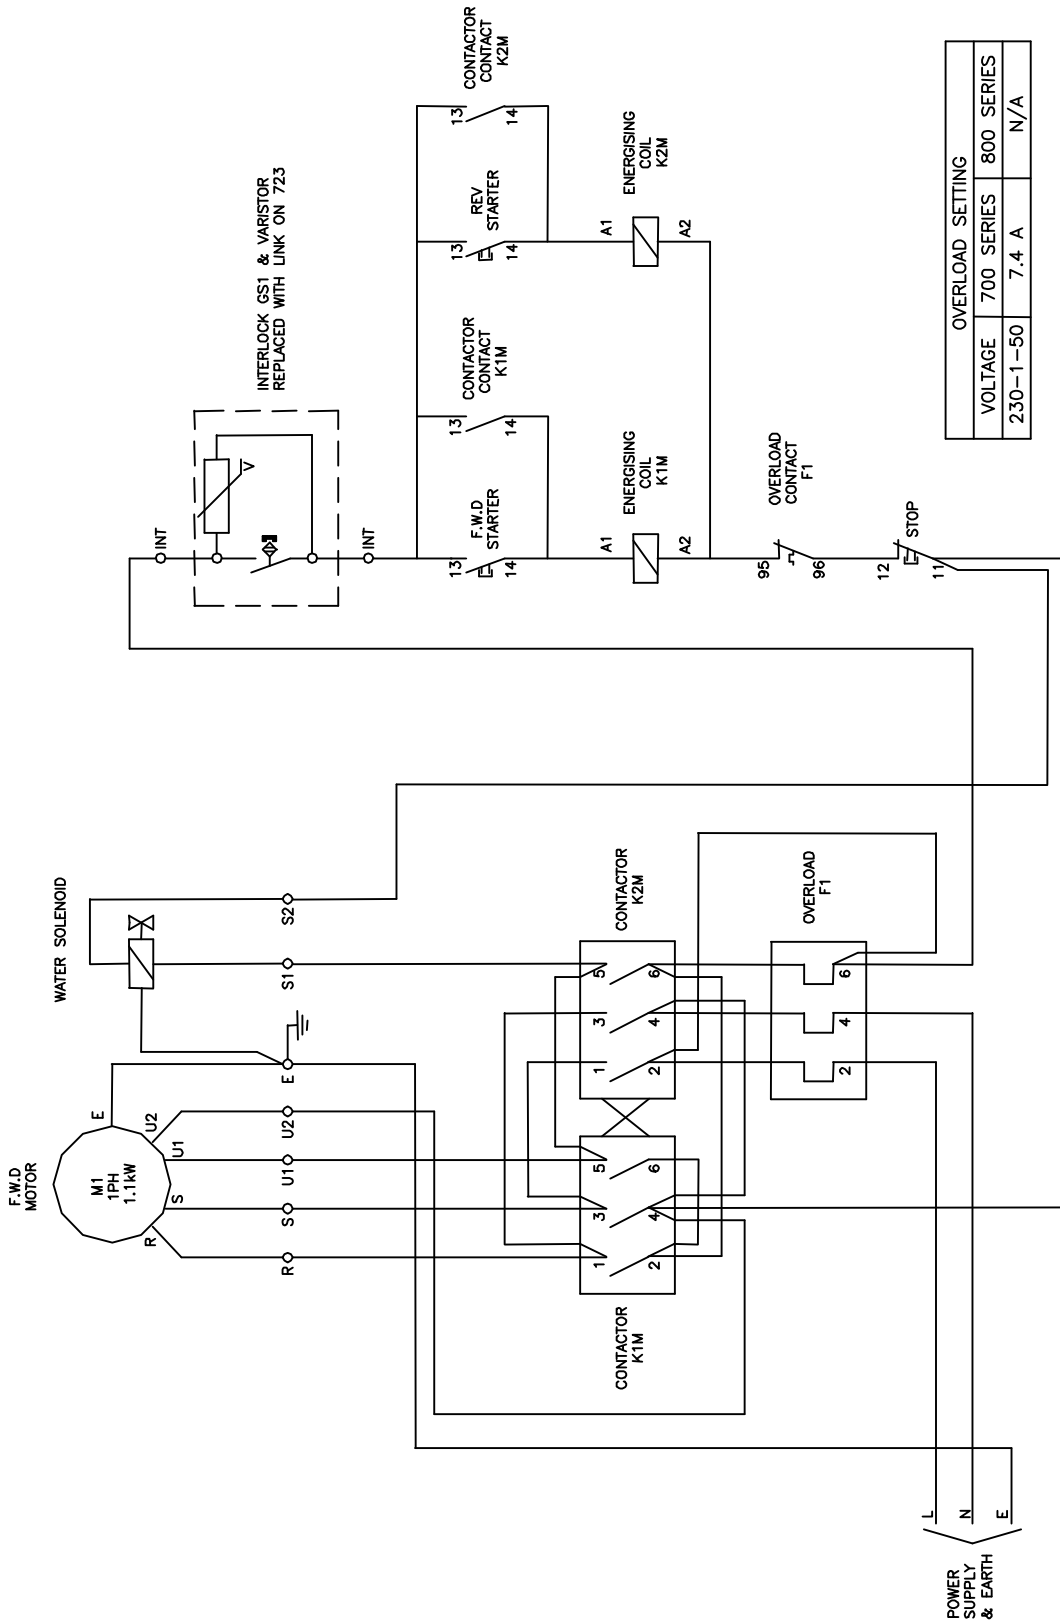 F.W.D
MOTOR
M1
1PH
1.1kW
R
S
U1
U2
E
WATER SOLENOID
R
S
U1
U2
E
S1
S2
CONTACTOR
K1M
1
3
5
2
4
6
CONTACTOR
K2M
1
3
5
2
4
6
OVERLOAD
F1
2
4
6
POWER
SUPPLY
& EARTH
L
N
E
INTERLOCK GS1 & VARISTOR
REPLACED WITH LINK ON 723
INT
V
INT
F.W.D
STARTER
13
14
CONTACTOR
CONTACT
K1M
13
14
REV
STARTER
13
14
CONTACTOR
CONTACT
K2M
13
14
ENERGISING
COIL
K1M
A1
A2
ENERGISING
COIL
K2M
A1
A2
OVERLOAD
CONTACT
F1
95
96
STOP
12
11
OVERLOAD SETTING
VOLTAGE 700 SERIES 800 SERIES
230-1-50 7.4 A N/A